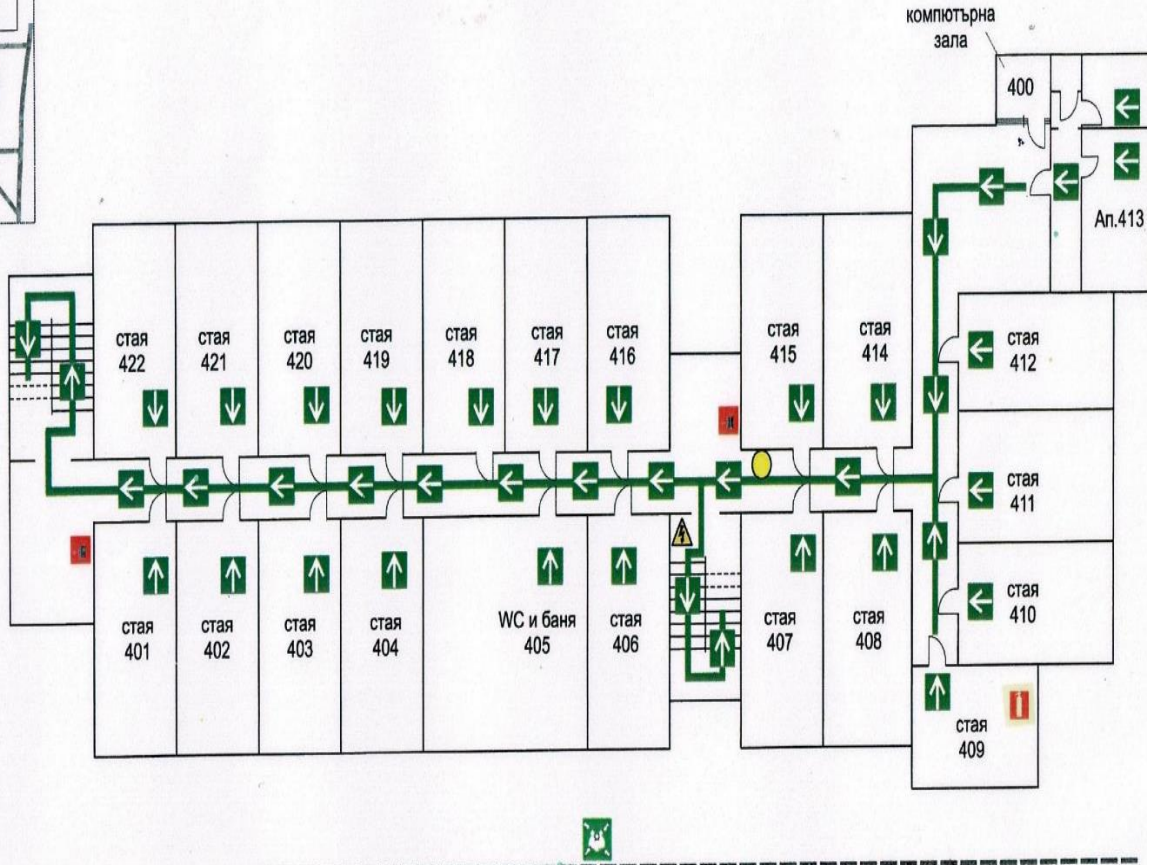 компютърна
зала
400
Ап.413
стая
422
стая
421
стая
420
стая
419
стая
418
стая
417
стая
416
стая
415
стая
414
стая
412
стая
411
стая
410
стая
401
стая
402
стая
403
стая
404
WC и баня
405
стая
406
стая
407
стая
408
стая
409